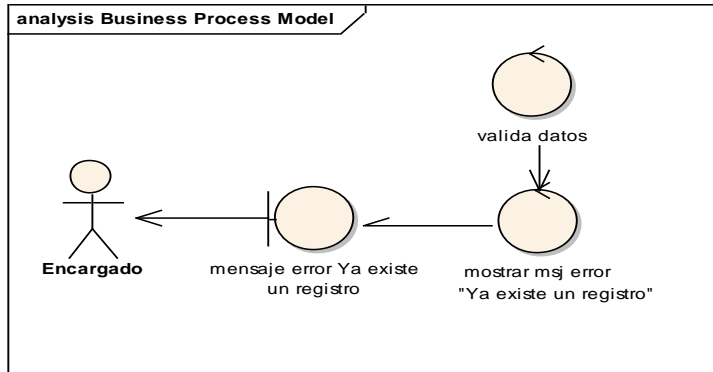 analysis Business Process Model
valida datos
Encargado
mensaje error Ya existe
un registro
mostrar msj error
"Ya existe un registro"